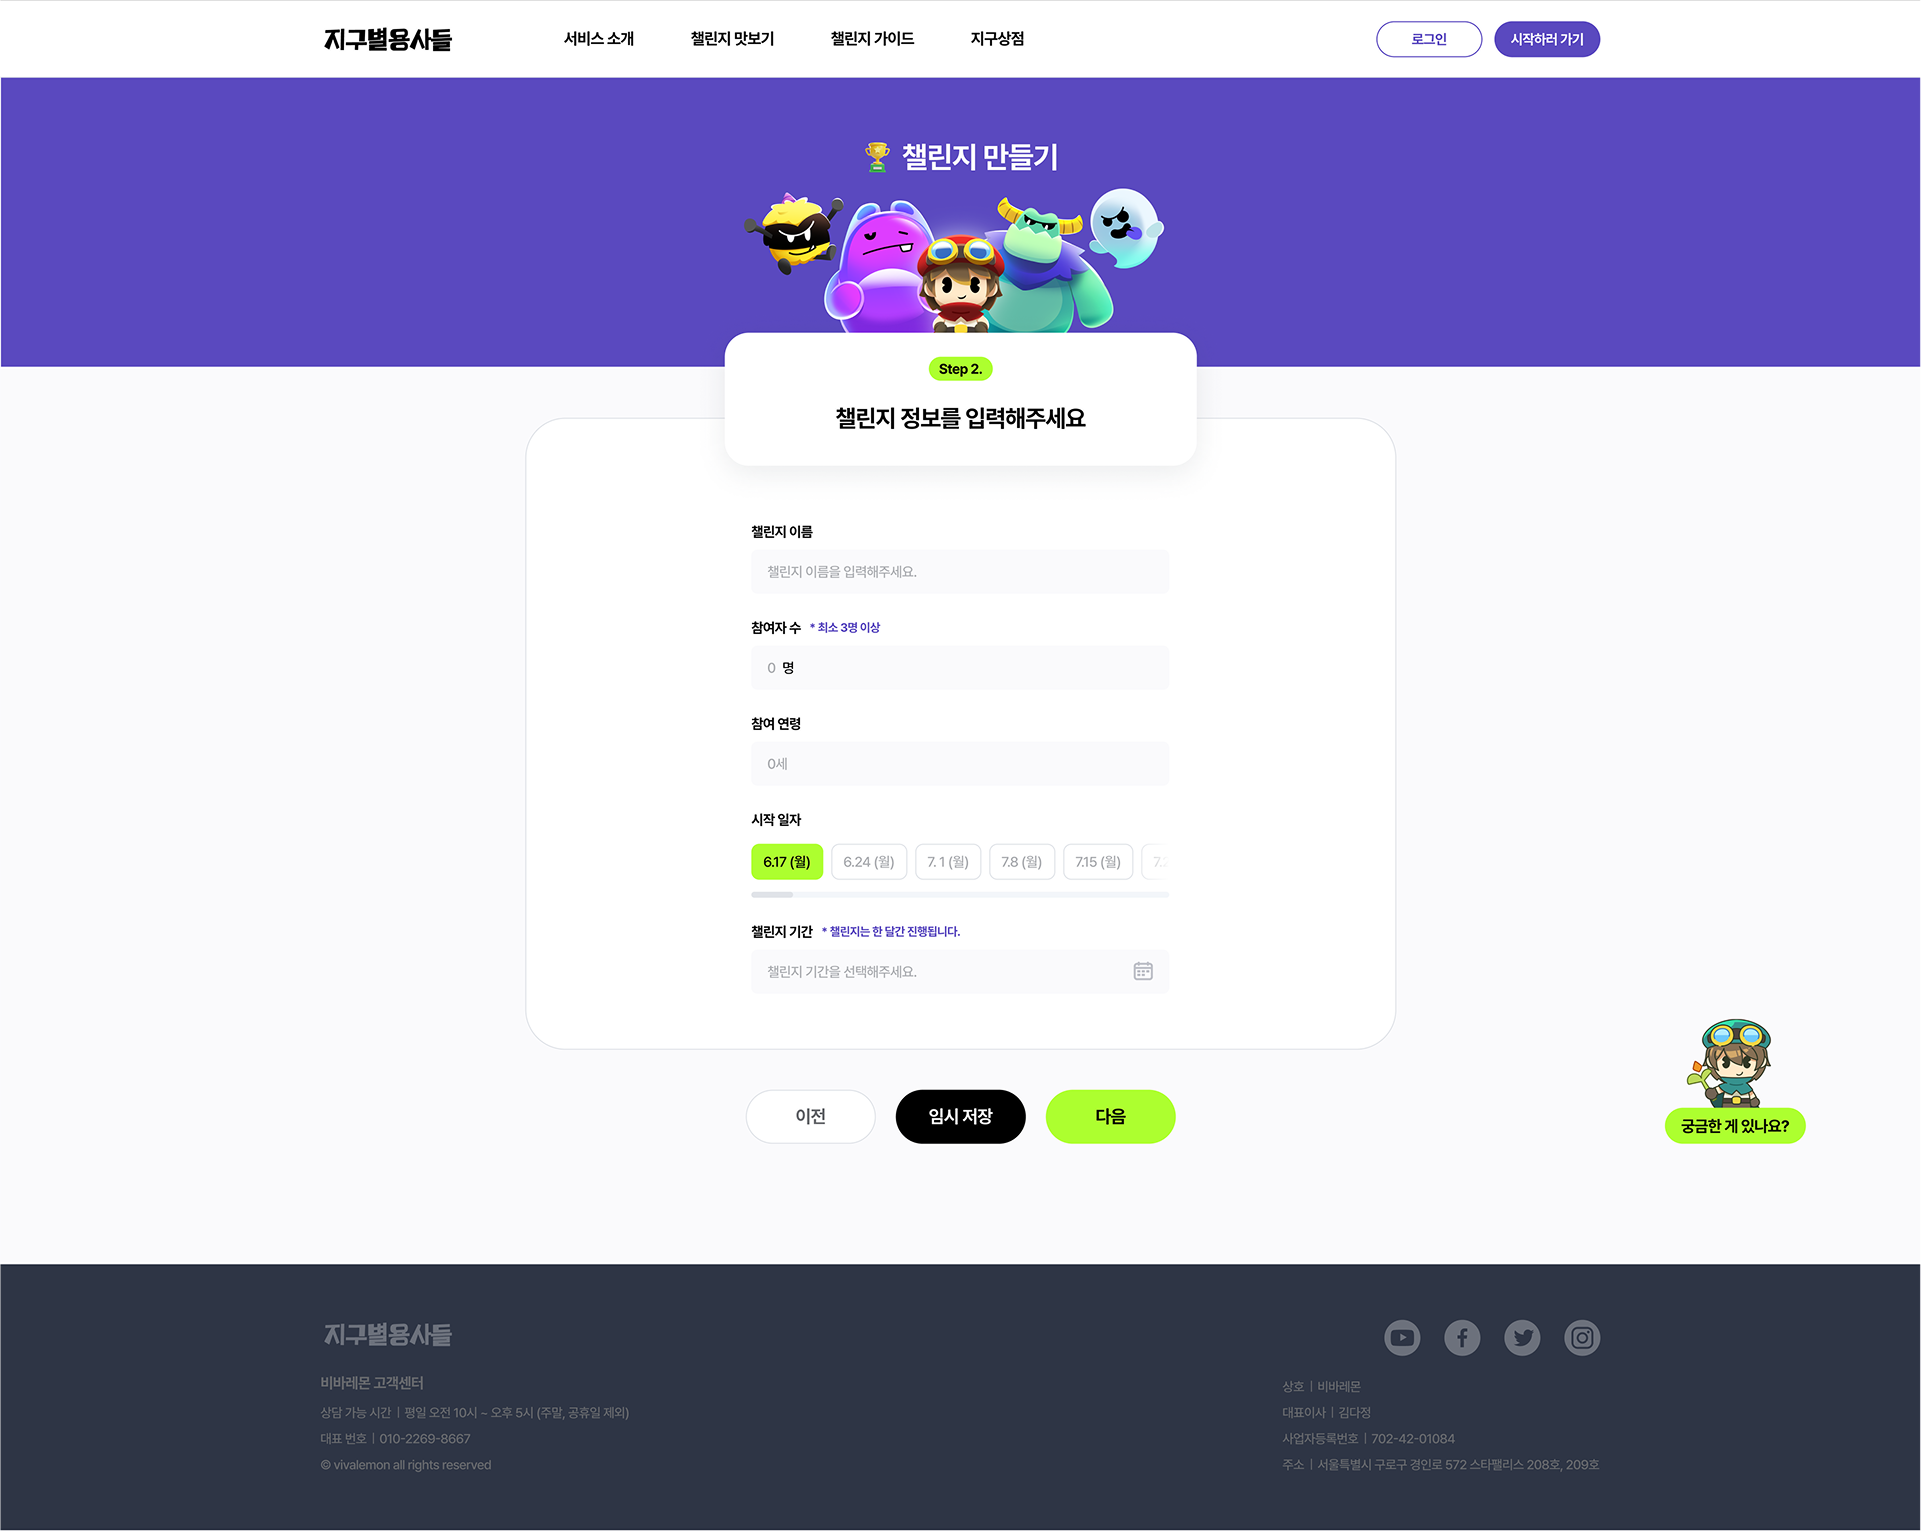 지구별용사들
서비스 소개
챌린지 맛보기
챌린지 가이드
지구상점
로그인
시작하러 가기
챌린지 만들기
Step 2.
챌린지 정보를 입력해주세요
챌린지 이름
챌린지 이름을 입력해주세요.
참여자 수 * 최소 3명 이상
0 명
참여 연령
0세
시작 일자
6.17 (월)
6.24 (월)
7. 1 (월)
7.8 (월)
7.15 (월)
챌린지 기간 * 챌린지는 한 달간 진행됩니다.
챌린지 기간을 선택해주세요.
이전
임시 저장
다음
궁금한 게 있나요?
지구별용사들
비바레몬 고객센터
상담 가능 시간 | 평일 오전 10시 ~ 오후 5시 (주말, 공휴일 제외)
대표 번호 | 010-2269-8667
© vivalemon all rights reserved
상호 | 비바레몬
대표이사 | 김다정
사업자등록번호 | 702-42-01084
주소 | 서울특별시 구로구 경인로 572 스타팰리스 208호, 209호